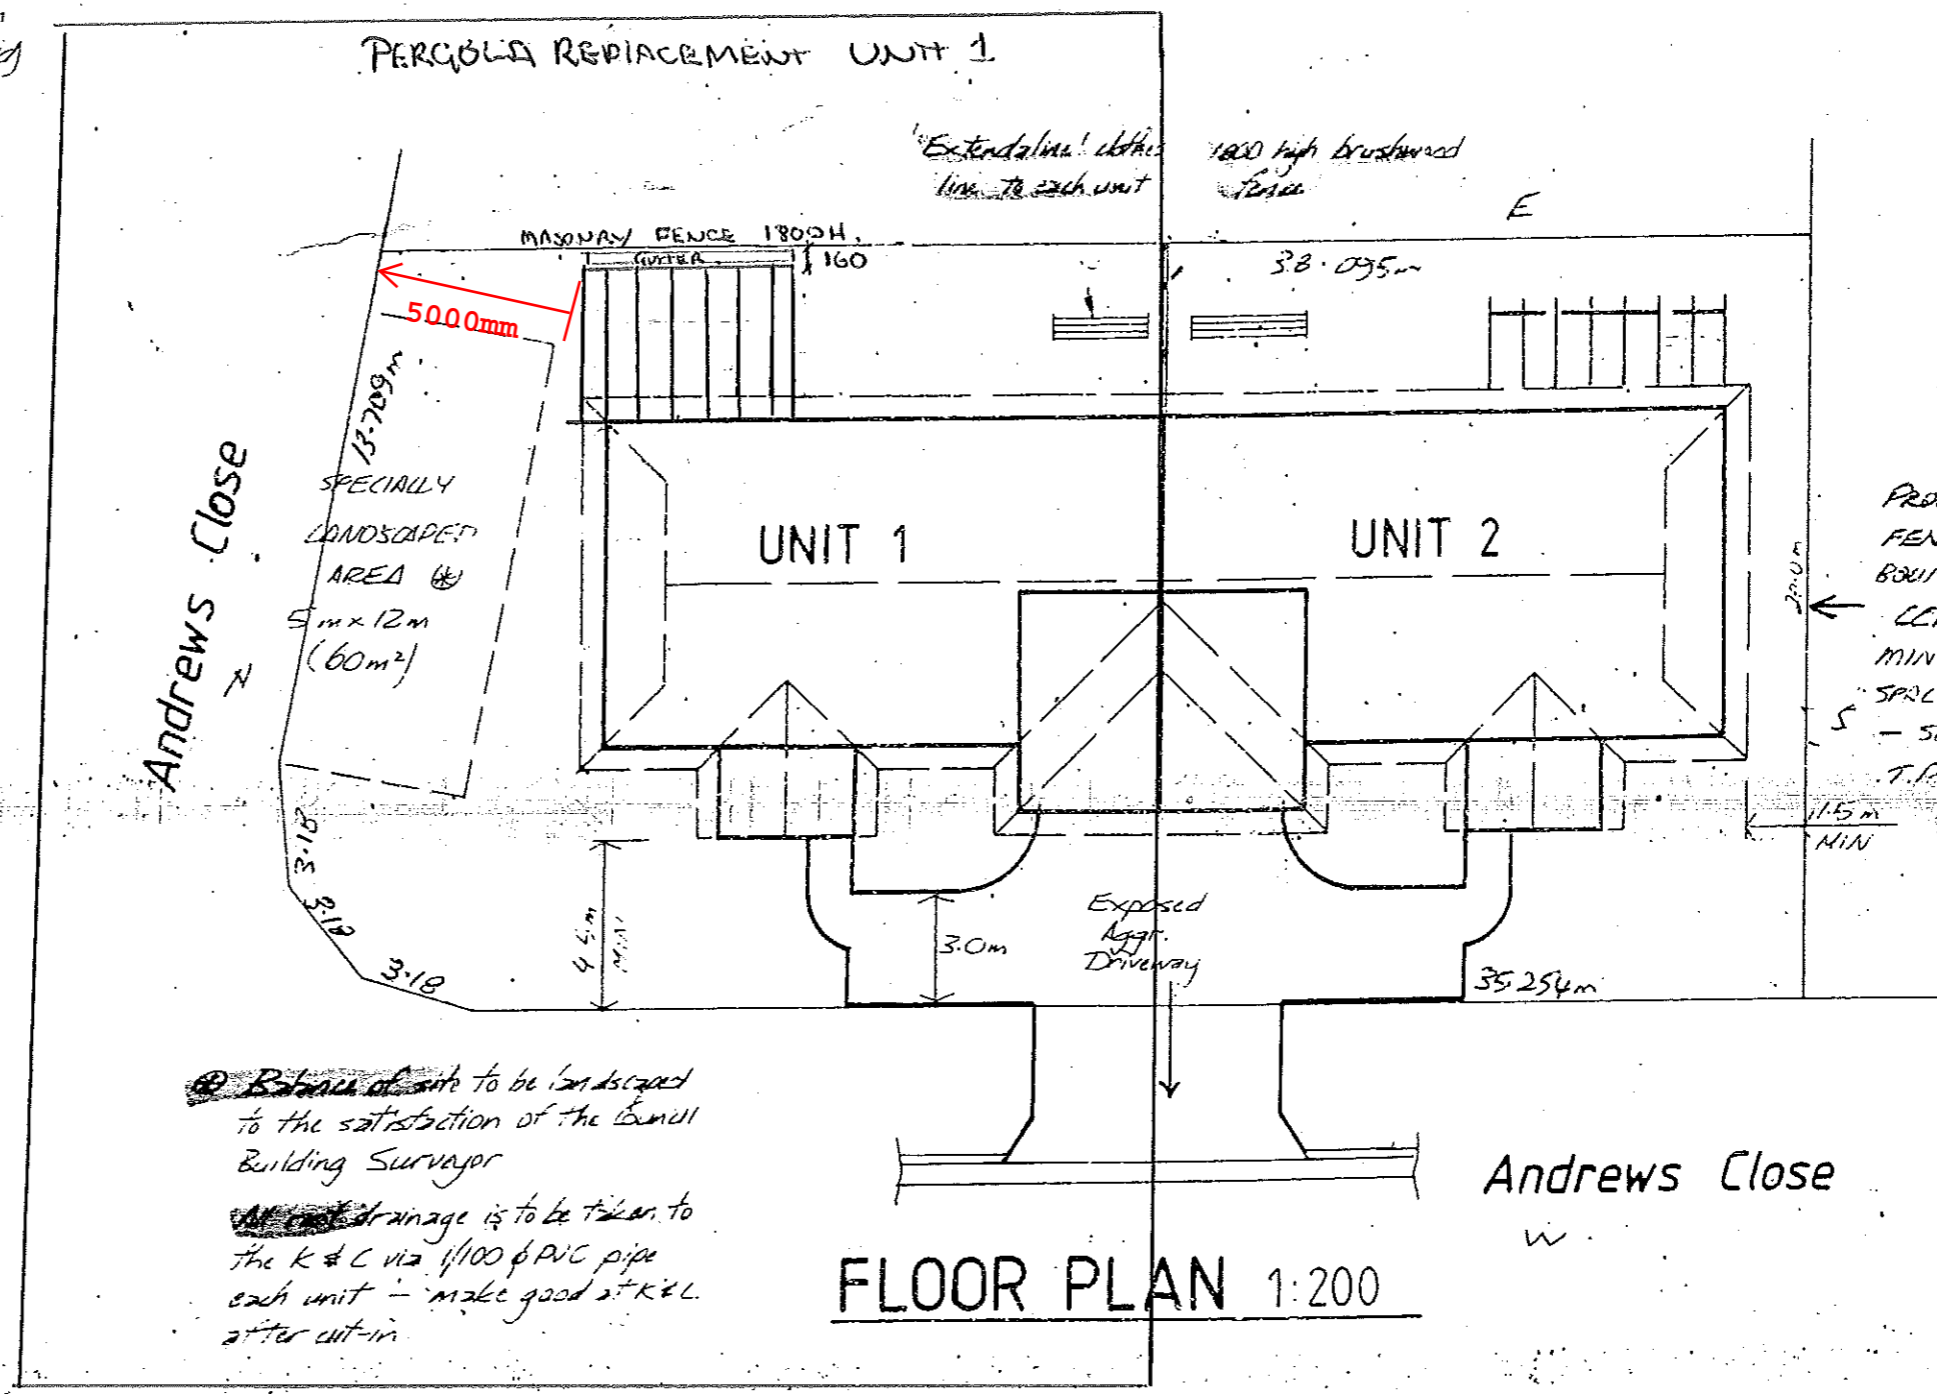 PERGOLA REPLACEMENT UNIT 1
"Extendaline" clothes
line to each unit
1800 high brushwood
fence
E
MASONRY FENCE 1800H.
GUTTER
160
38.095m
5000mm
13.709m
Andrews Close
SPECIALLY
LANDSCAPED
AREA
5m x 12m
(60m²)
N
UNIT 1
UNIT 2
S
1.5m
MIN
3.18
3.18
3.18
MIN
3.0m
Exposed
Aggr.
Driveway
35.254m
Balance of site to be landscaped
to the satisfaction of the Council
Building Surveyor
All roof drainage is to be taken to
the K & C via 1/100 ϕ PVC pipe
each unit - make good at K & C
after cut-in
Andrews Close
W
FLOOR PLAN 1:200